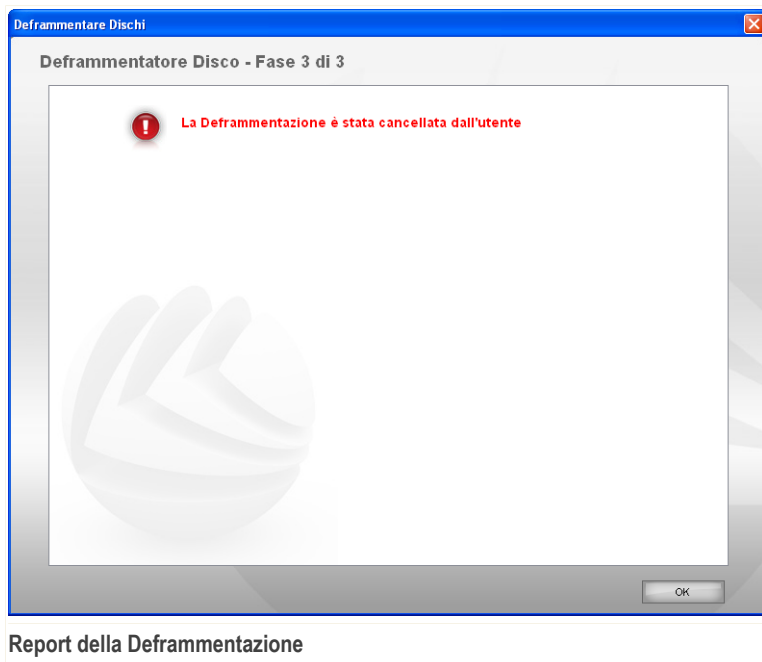 Deframmentare Dischi
Deframmentatore Disco - Fase 3 di 3
La Deframmentazione é stata cancellata dall'utente
OK
Report della Deframmentazione